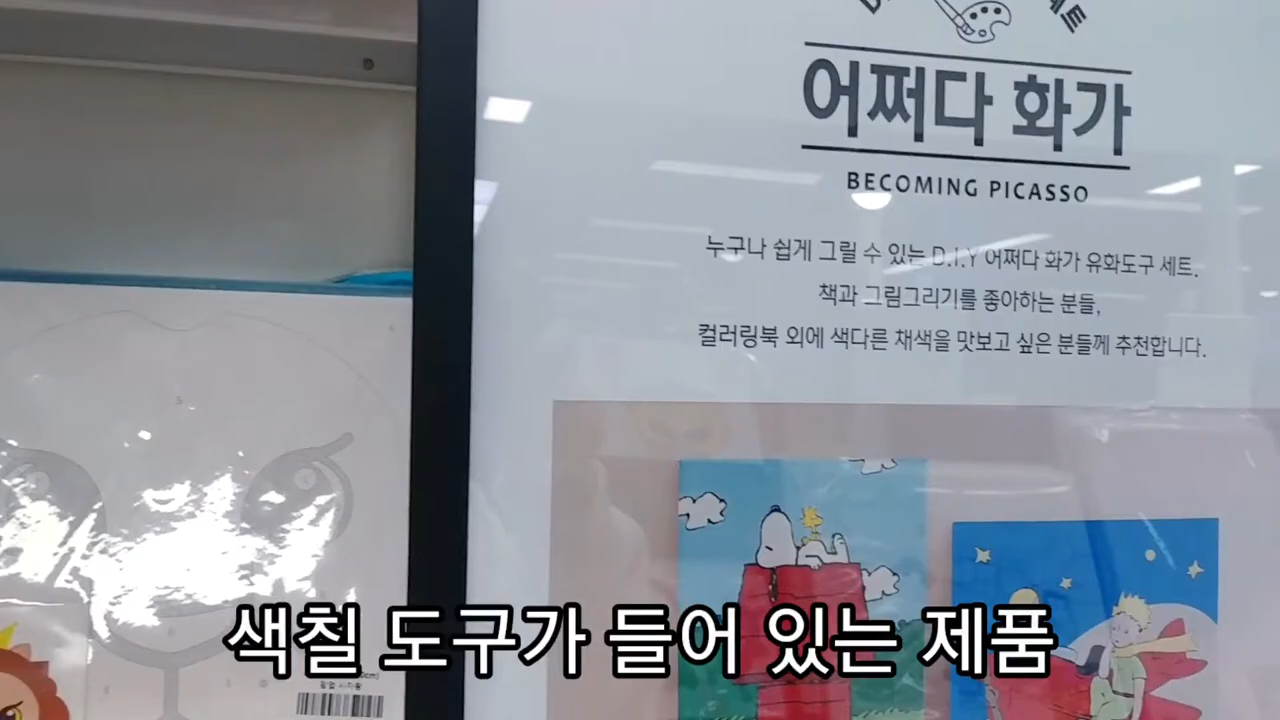 어쩌다 화가
BECOMING PICASSO
누구나 쉽게 그릴 수 있는 D.I.Y 어쩌다 화가 유화도구 세트.
책과 그림그리기를 좋아하는 분들,
컬러링북 외에 색다른 채색을 맛보고 싶은 분들께 추천합니다.
색칠 도구가 들어 있는 제품